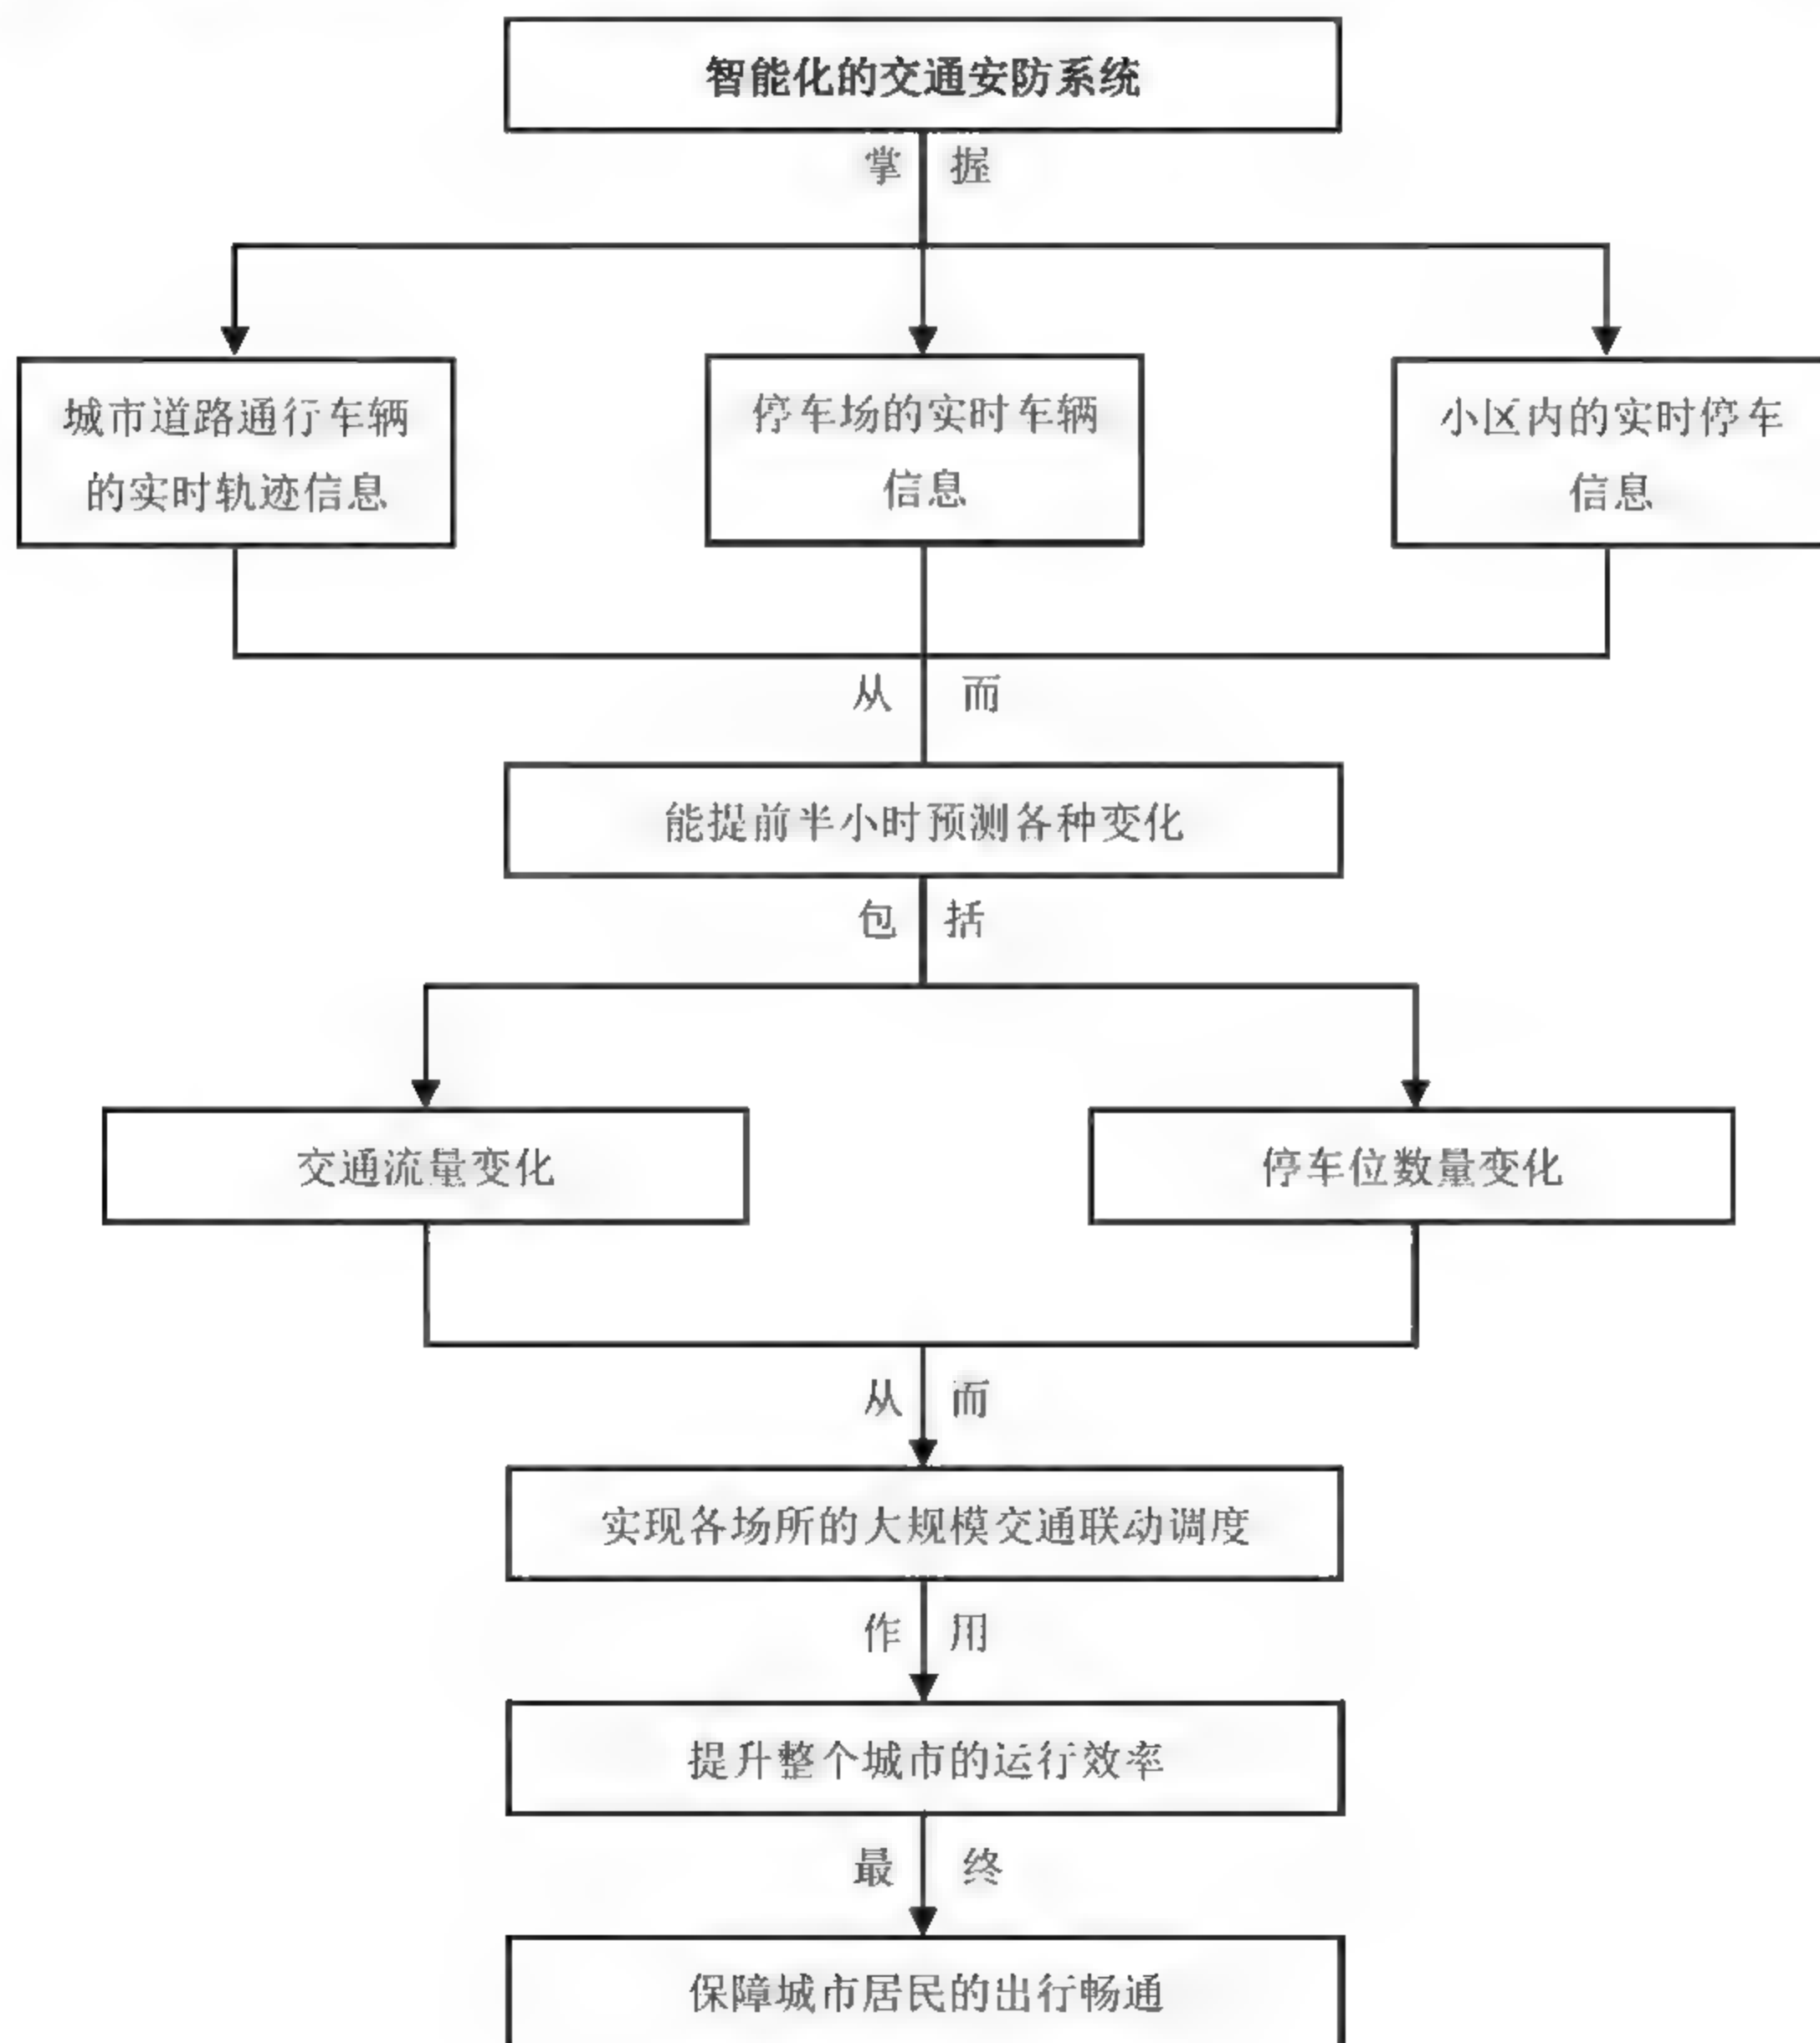 智能化的交通安防系统
掌 握
城市道路通行车辆
的实时轨迹信息
停车场的实时车辆
信息
小区内的实时停车
信息
从 而
能提前半小时预测各种变化
包 括
交通流量变化
停车位数量变化
从 而
实现各场所的大规模交通联动调度
作 用
提升整个城市的运行效率
最 终
保障城市居民的出行畅通